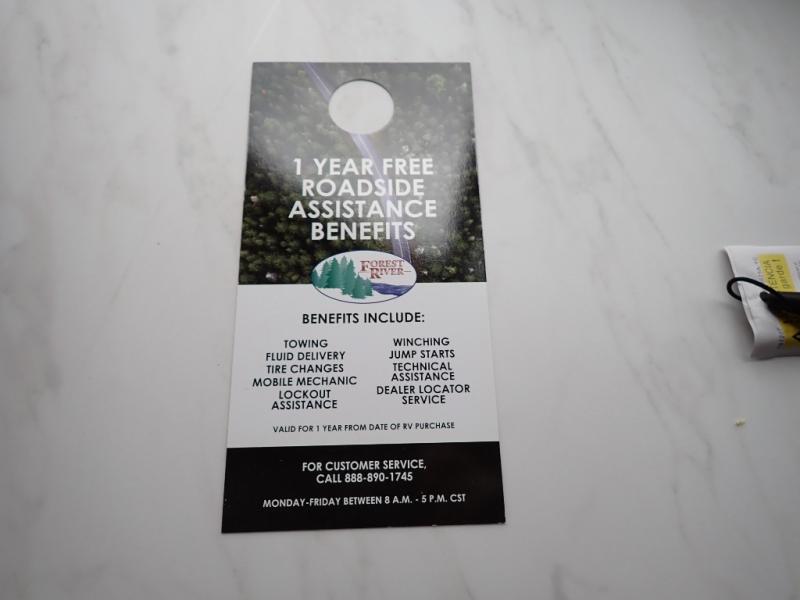 1 YEAR FREE
ROADSIDE
ASSISTANCE
BENEFITS
FOREST
RIVER
BENEFITS INCLUDE:
TOWING
FLUID DELIVERY
TIRE CHANGES
MOBILE MECHANIC
LOCKOUT
ASSISTANCE
WINCHING
JUMP STARTS
TECHNICAL
ASSISTANCE
DEALER LOCATOR
SERVICE
VALID FOR 1 YEAR FROM DATE OF RV PURCHASE
FOR CUSTOMER SERVICE,
CALL 888-890-1745
MONDAY-FRIDAY BETWEEN 8 A.M. - 5 P.M. CST